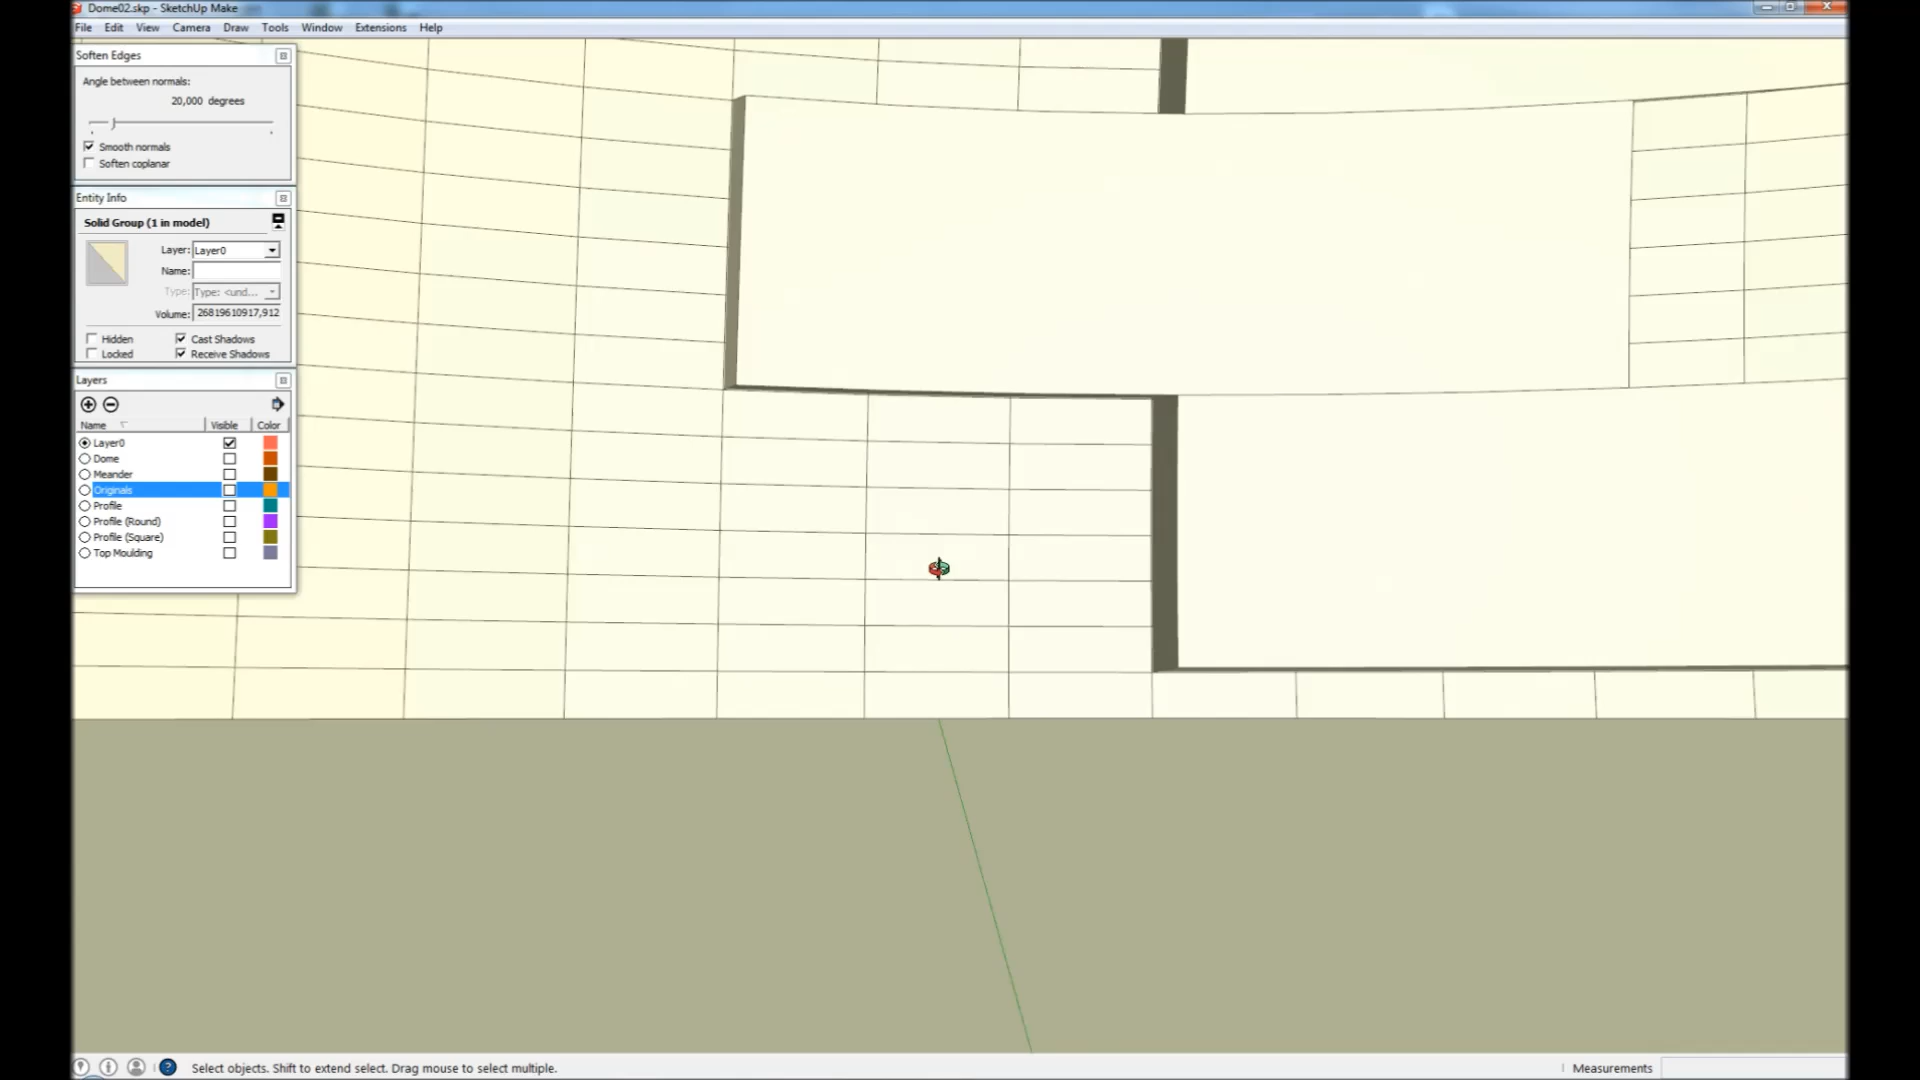 Dome02.skp - SketchUp Make
File Edit View Camera Draw Tools Window Extensions Help
Soften Edges
Angle between normals:
20,000 degrees
Smooth normals
Soften coplanar
Entity Info
Solid Group (1 in model)
Layer: Layer0
Name:
Type: Type: <und...
Volume: 26819610917,912
Hidden Cast Shadows
Locked Receive Shadows
Layers
Name Visible Color
Layer0
Dome
Meander
Originals
Profile
Profile (Round)
Profile (Square)
Top Moulding
Select objects. Shift to extend select. Drag mouse to select multiple.
Measurements